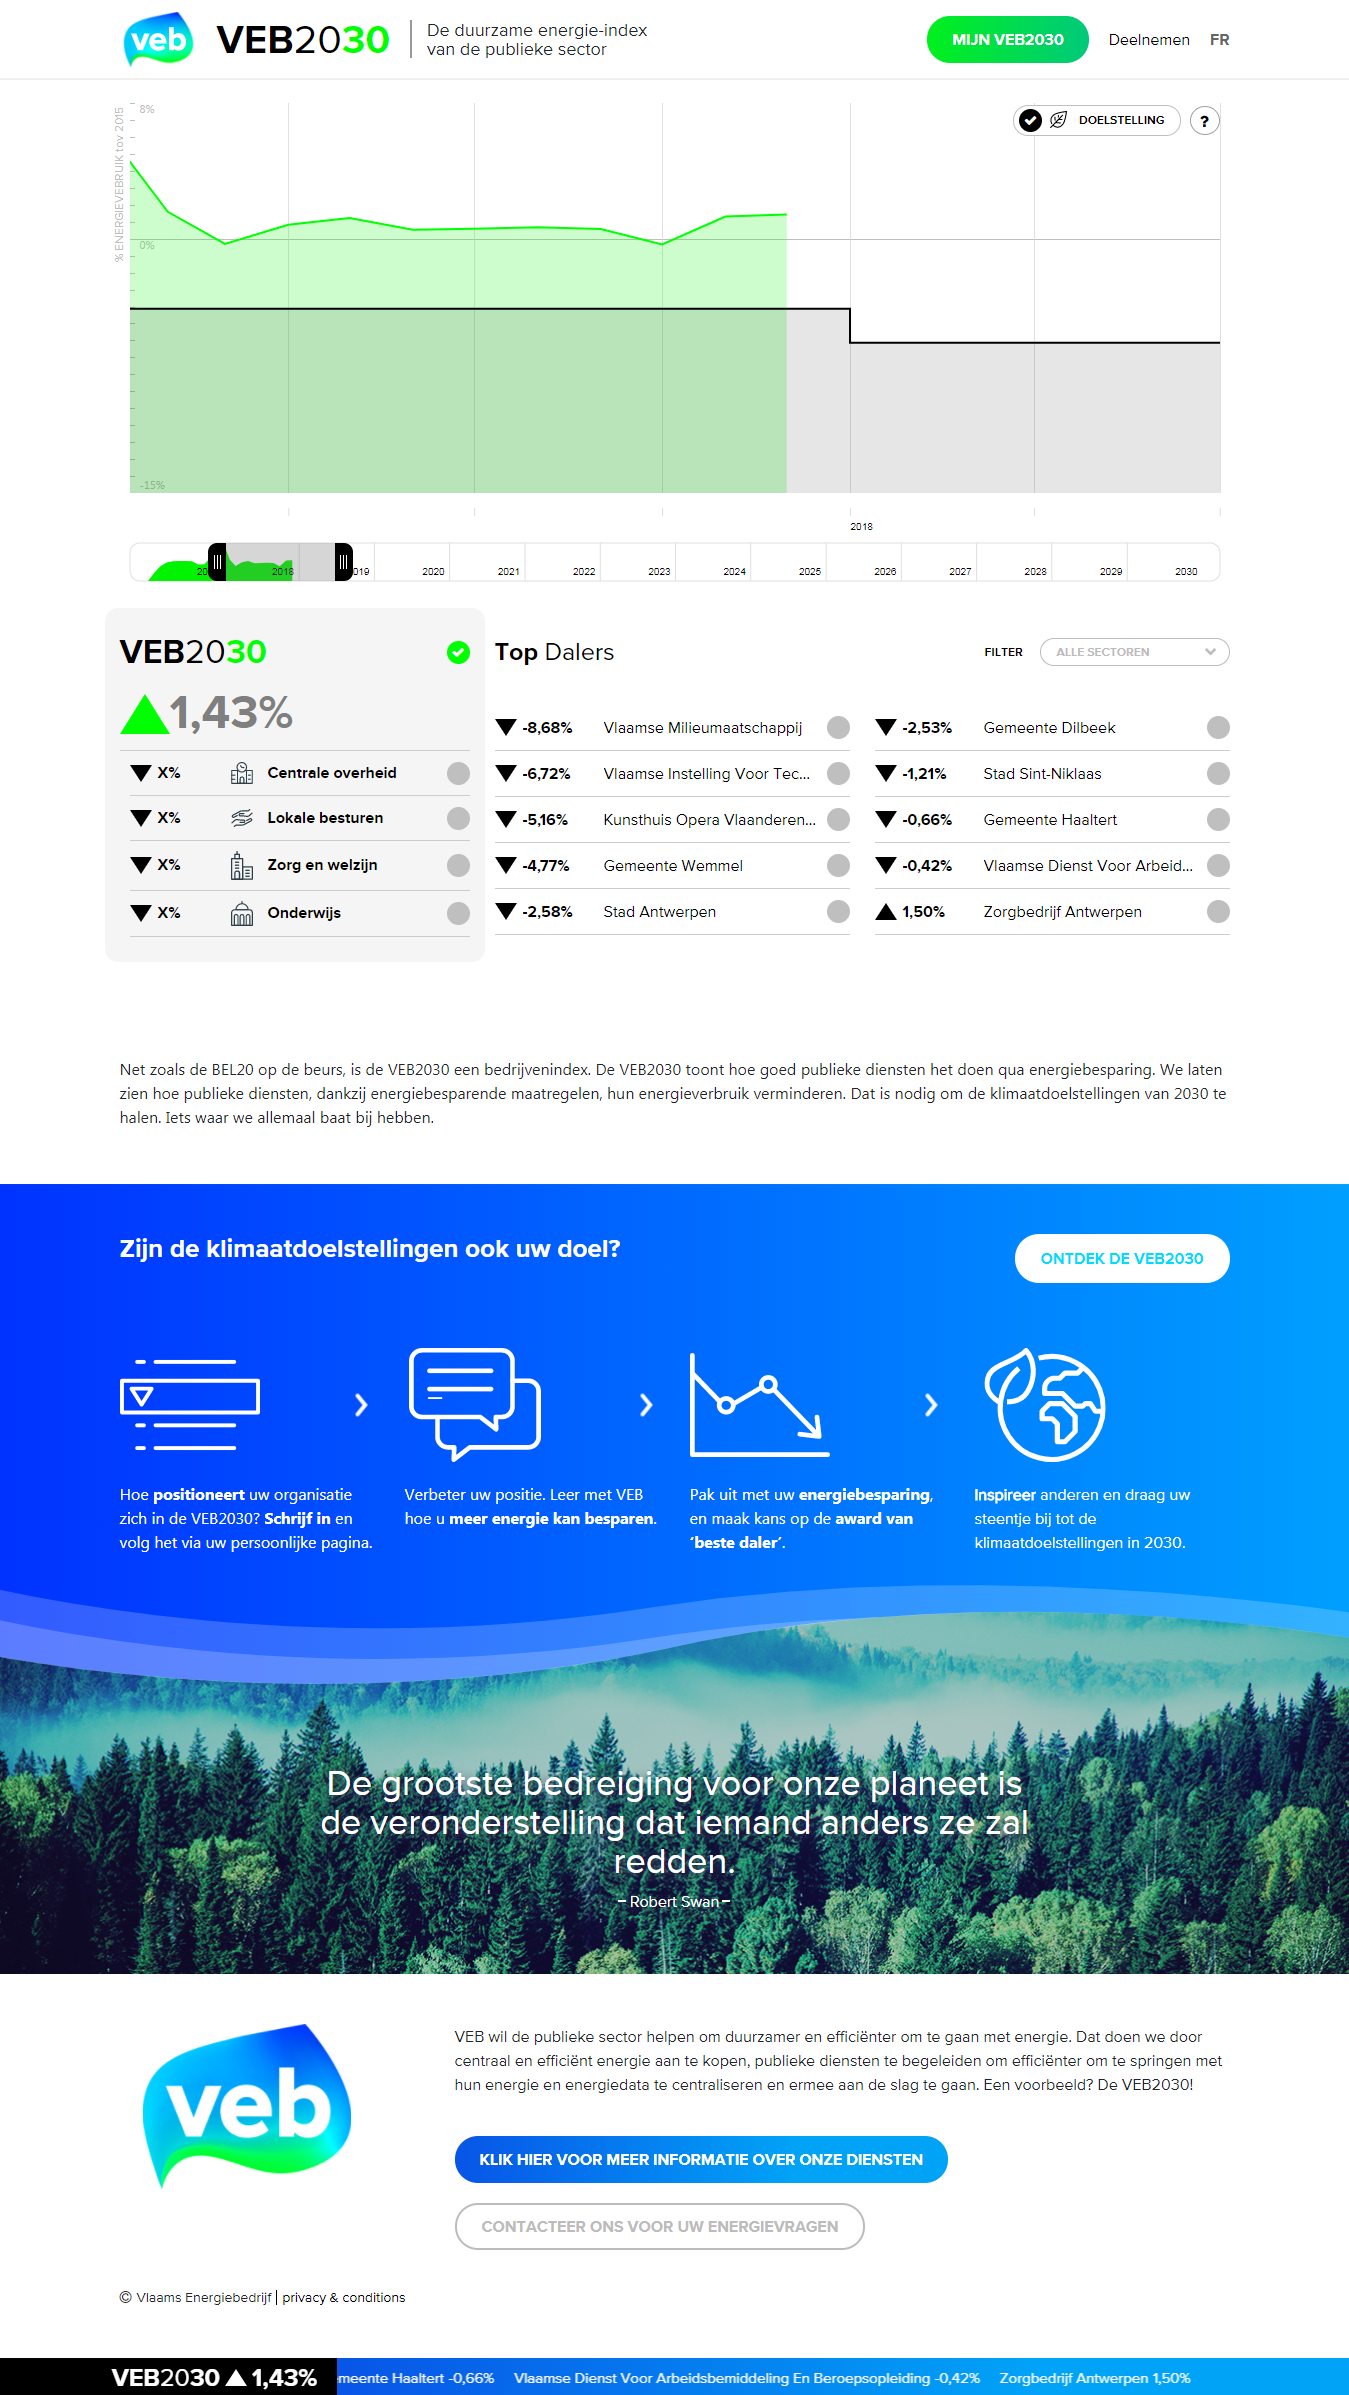 veb VEB2030 De duurzame energie-index
van de publieke sector
MIJN VEB2030 Deelnemen FR
% ENERGIEVEBRUIK tov 2015
8%
DOELSTELLING ?
0%
-15%
2018
20 2018 019 2020 2021 2022 2023 2024 2025 2026 2027 2028 2029 2030
VEB2030
1,43%
X% Centrale overheid
X% Lokale besturen
X% Zorg en welzijn
X% Onderwijs
Top Dalers
FILTER ALLE SECTOREN
-8,68% Vlaamse Milieumaatschappij
-6,72% Vlaamse Instelling Voor Tec...
-5,16% Kunsthuis Opera Vlaanderen...
-4,77% Gemeente Wemmel
-2,58% Stad Antwerpen
-2,53% Gemeente Dilbeek
-1,21% Stad Sint-Niklaas
-0,66% Gemeente Haaltert
-0,42% Vlaamse Dienst Voor Arbeid...
1,50% Zorgbedrijf Antwerpen
Net zoals de BEL20 op de beurs, is de VEB2030 een bedrijvenindex. De VEB2030 toont hoe goed publieke diensten het doen qua energiebesparing. We laten
zien hoe publieke diensten, dankzij energiebesparende maatregelen, hun energieverbruik verminderen. Dat is nodig om de klimaatdoelstellingen van 2030 te
halen. Iets waar we allemaal baat bij hebben.
Zijn de klimaatdoelstellingen ook uw doel?
ONTDEK DE VEB2030
Hoe positioneert uw organisatie
zich in de VEB2030? Schrijf in en
volg het via uw persoonlijke pagina.
Verbeter uw positie. Leer met VEB
hoe u meer energie kan besparen.
Pak uit met uw energiebesparing,
en maak kans op de award van
‘beste daler’.
Inspireer anderen en draag uw
steentje bij tot de
klimaatdoelstellingen in 2030.
De grootste bedreiging voor onze planeet is
de veronderstelling dat iemand anders ze zal
redden.
– Robert Swan –
veb
VEB wil de publieke sector helpen om duurzamer en efficiënter om te gaan met energie. Dat doen we door
centraal en efficiënt energie aan te kopen, publieke diensten te begeleiden om efficiënter om te springen met
hun energie en energiedata te centraliseren en ermee aan de slag te gaan. Een voorbeeld? De VEB2030!
KLIK HIER VOOR MEER INFORMATIE OVER ONZE DIENSTEN
CONTACTEER ONS VOOR UW ENERGIEVRAGEN
© Vlaams Energiebedrijf | privacy & conditions
VEB2030 1,43% meente Haaltert -0,66% Vlaamse Dienst Voor Arbeidsbemiddeling En Beroepsopleiding -0,42% Zorgbedrijf Antwerpen 1,50%